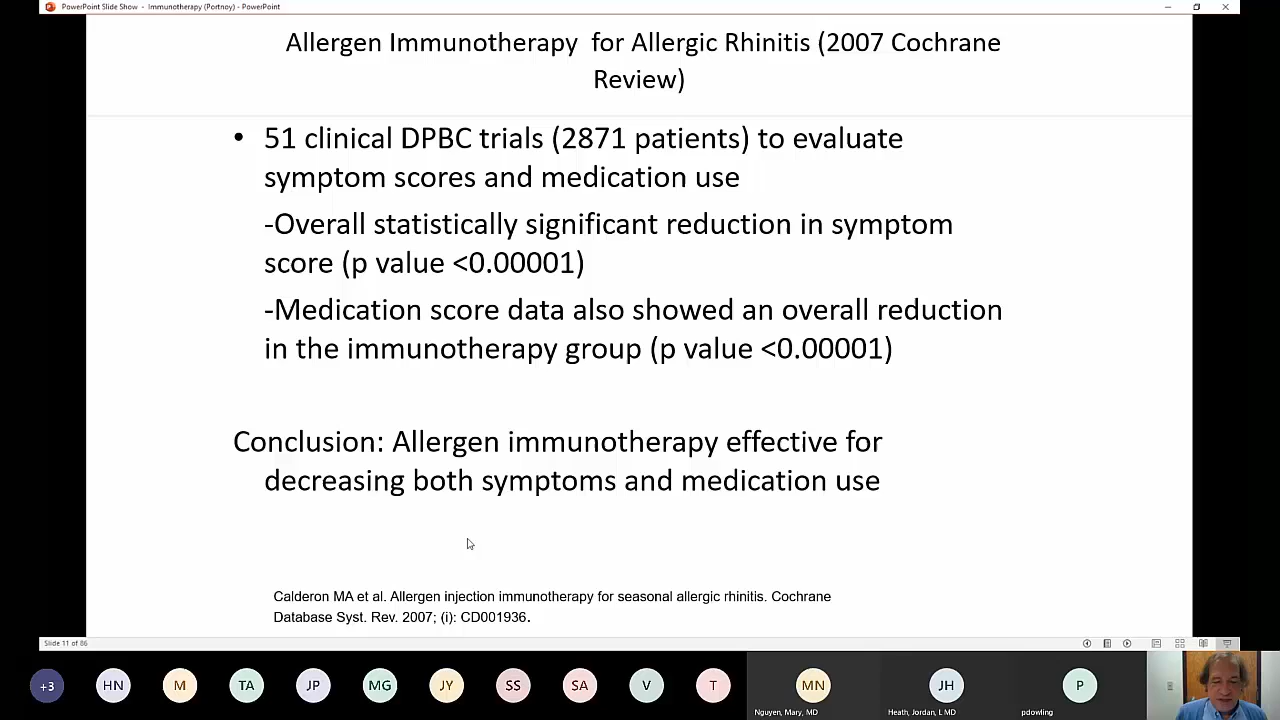 PowerPoint Slide Show - Immunotherapy (Portnoy) - PowerPoint
Allergen Immunotherapy for Allergic Rhinitis (2007 Cochrane
Review)
• 51 clinical DPBC trials (2871 patients) to evaluate
symptom scores and medication use
-Overall statistically significant reduction in symptom
score (p value <0.00001)
-Medication score data also showed an overall reduction
in the immunotherapy group (p value <0.00001)
Conclusion: Allergen immunotherapy effective for
decreasing both symptoms and medication use
Calderon MA et al. Allergen injection immunotherapy for seasonal allergic rhinitis. Cochrane
Database Syst. Rev. 2007; (i): CD001936.
Slide 11 of 86
+3 HN M TA JP MG JY SS SA V T MN JH P
Nguyen, Mary, MD Heath, Jordan, L MD pdowling